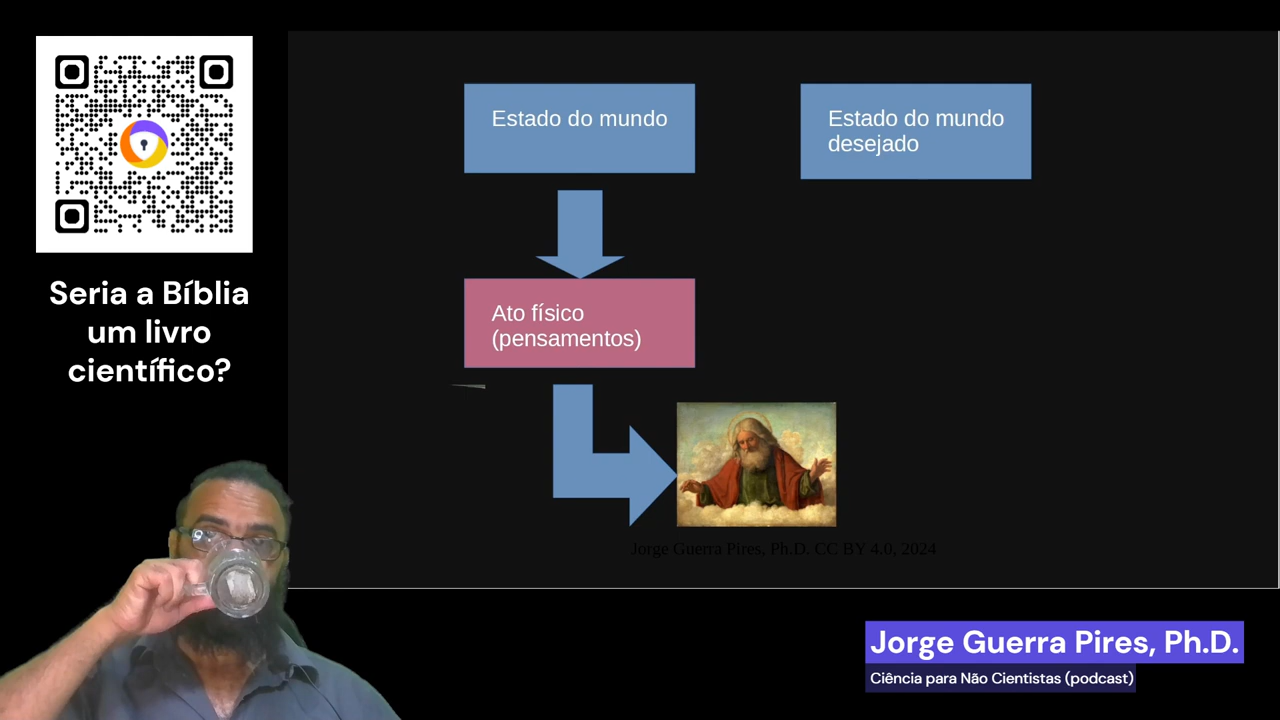 Seria a Bíblia
um livro
científico?
Estado do mundo
Estado do mundo
desejado
Ato físico
(pensamentos)
Jorge Guerra Pires, Ph.D. CC BY 4.0, 2024
Jorge Guerra Pires, Ph.D.
Ciência para Não Cientistas (podcast)